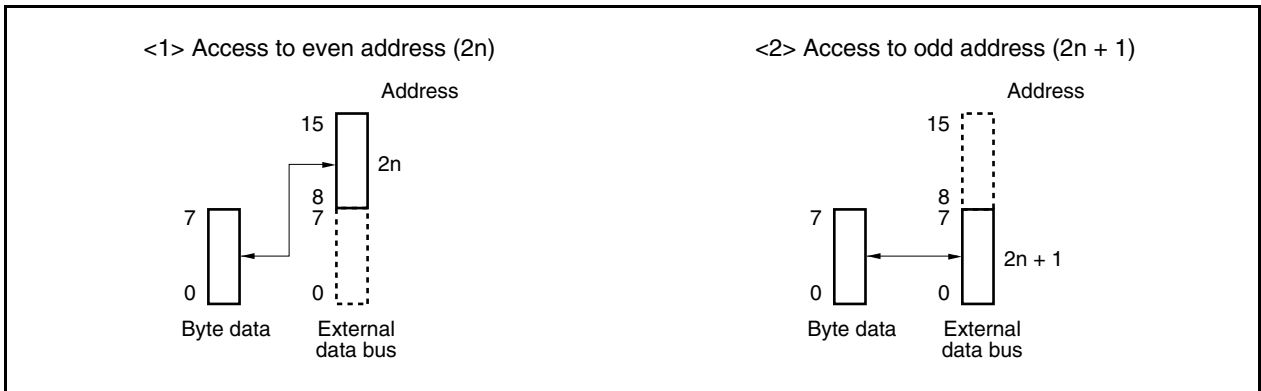 <1> Access to even address (2n)
Address
15
2n
8
7
7
0
0
Byte data
External
data bus
<2> Access to odd address (2n + 1)
Address
15
8
7
7
2n + 1
0
0
Byte data
External
data bus